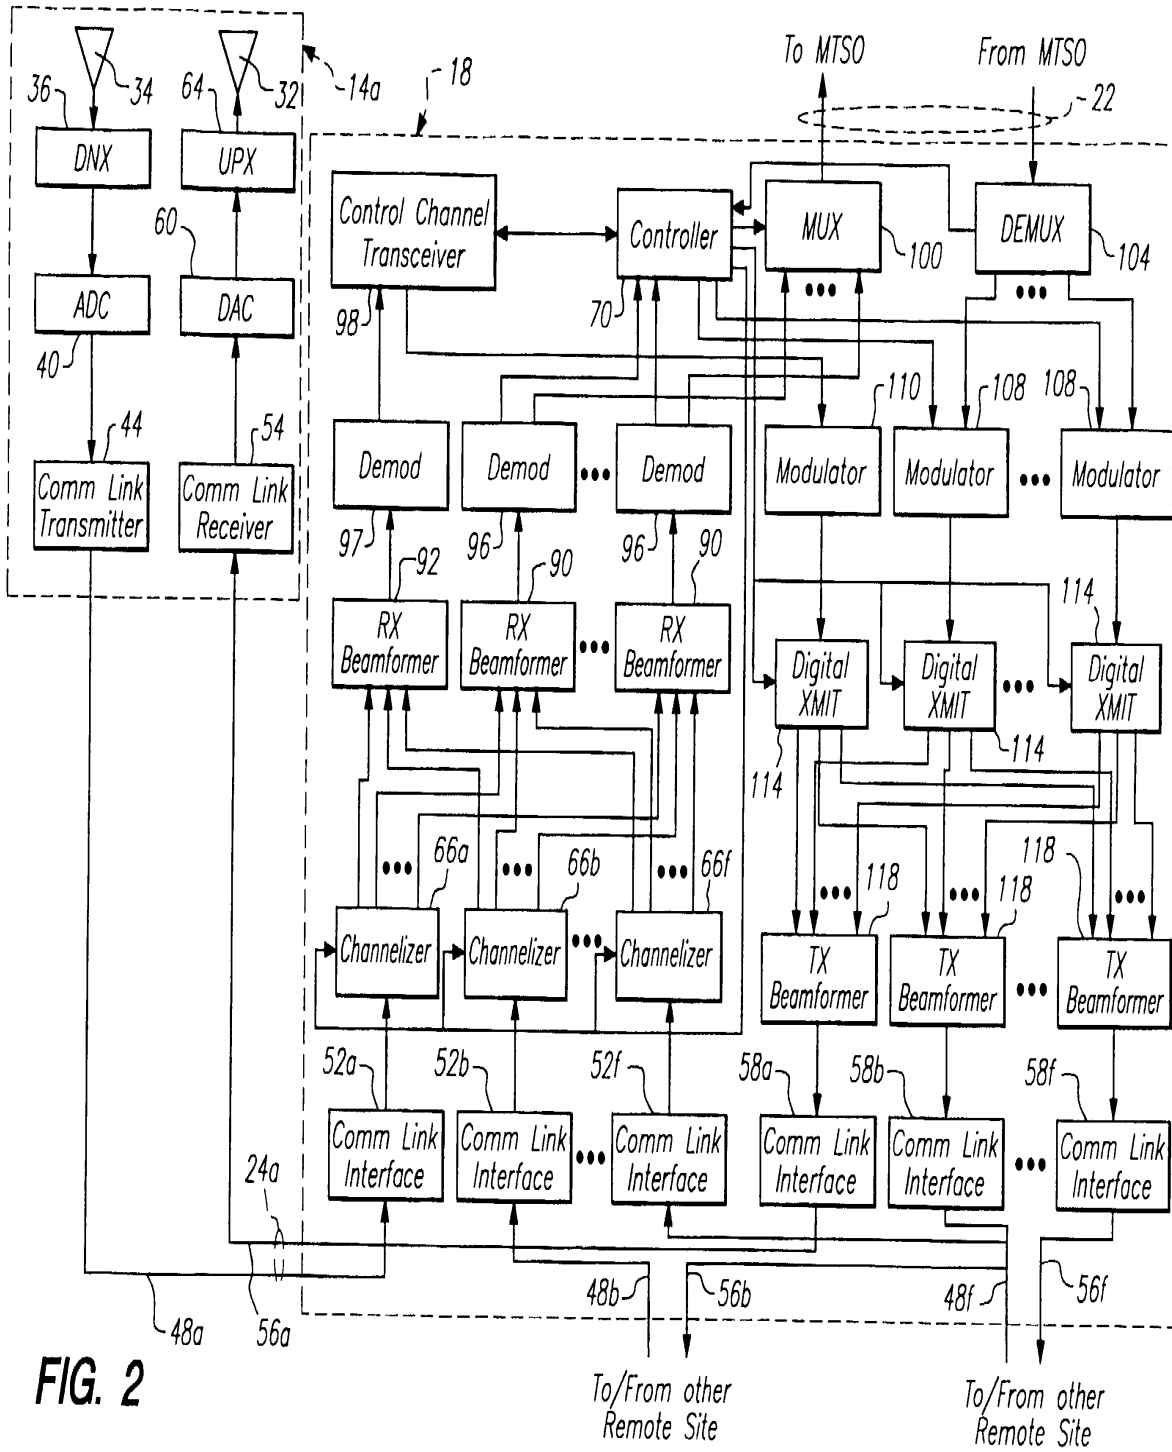 To MTSO
From MTSO
22
34
32
14a
18
36
64
DNX
UPX
Control Channel
Transceiver
Controller
MUX
DEMUX
100
104
60
ADC
DAC
98
70
40
110
108
108
44
54
Demod
Demod
Demod
Modulator
Modulator
Modulator
Comm Link
Transmitter
Comm Link
Receiver
97
96
96
92
90
90
114
RX
Beamformer
RX
Beamformer
RX
Beamformer
Digital
XMIT
Digital
XMIT
Digital
XMIT
114
114
66a
66b
66f
118
118
118
Channelizer
Channelizer
Channelizer
TX
Beamformer
TX
Beamformer
TX
Beamformer
52a
52b
52f
58a
58b
58f
Comm Link
Interface
Comm Link
Interface
Comm Link
Interface
Comm Link
Interface
Comm Link
Interface
Comm Link
Interface
24a
48a
56a
48b
56b
48f
56f
FIG. 2
To/From other
Remote Site
To/From other
Remote Site